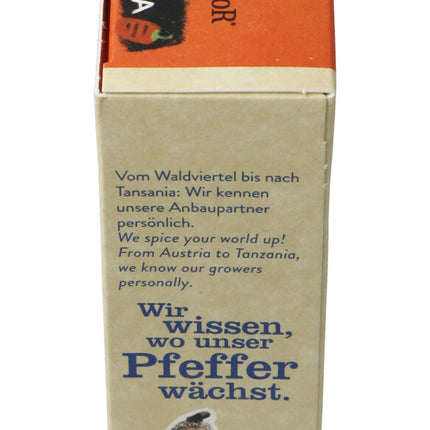 Vom Waldviertel bis nach
Tansania: Wir kennen
unsere Anbaupartner
persönlich.
We spice your world up!
From Austria to Tanzania,
we know our growers
personally.
Wir
wissen,
wo unser
Pfeffer
wächst.